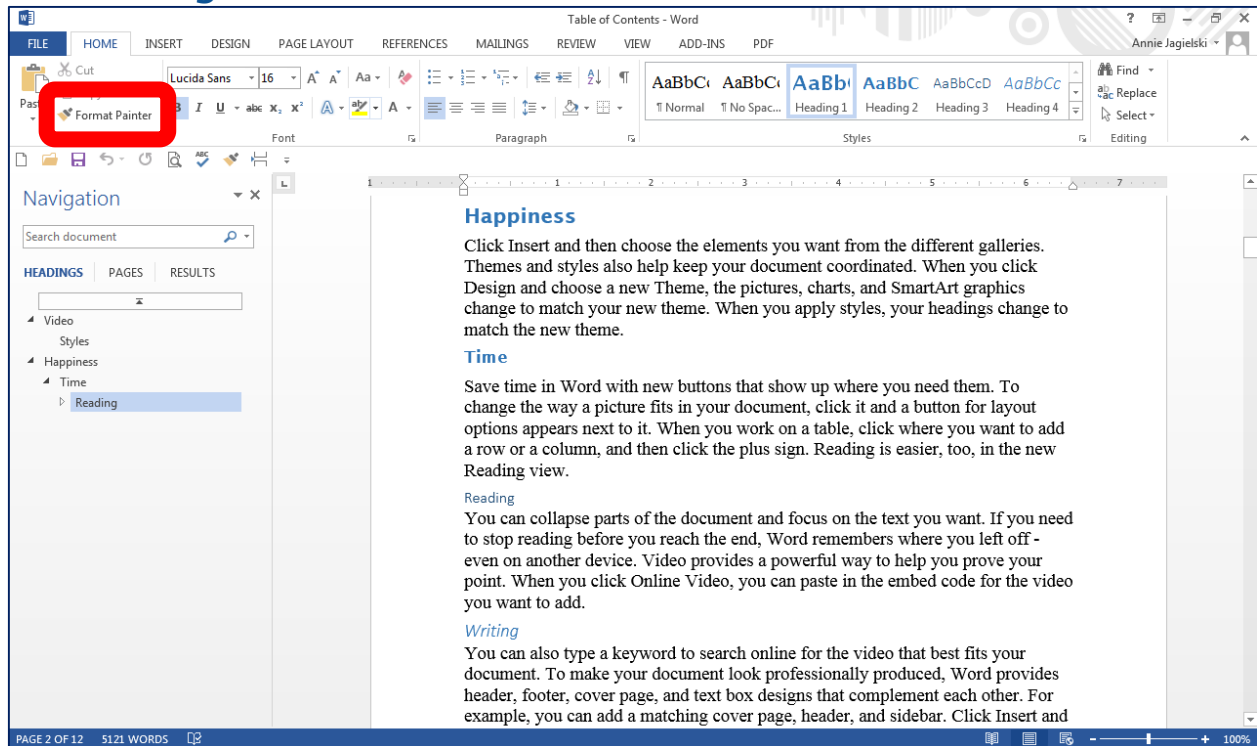 Table of Contents - Word
FILE HOME INSERT DESIGN PAGE LAYOUT REFERENCES MAILINGS REVIEW VIEW ADD-INS PDF Annie Jagielski
Cut
Format Painter
Lucida Sans 16
Font
Paragraph
AaBbCc AaBbCc AaBb AaBbC AaBbCcD AaBbCc
¶ Normal ¶ No Spac... Heading 1 Heading 2 Heading 3 Heading 4
Styles
Find
Replace
Select
Editing
Navigation
Search document
HEADINGS PAGES RESULTS
Video
Styles
Happiness
Time
Reading
1 1 2 3 4 5 6 7
Happiness
Click Insert and then choose the elements you want from the different galleries.
Themes and styles also help keep your document coordinated. When you click
Design and choose a new Theme, the pictures, charts, and SmartArt graphics
change to match your new theme. When you apply styles, your headings change to
match the new theme.
Time
Save time in Word with new buttons that show up where you need them. To
change the way a picture fits in your document, click it and a button for layout
options appears next to it. When you work on a table, click where you want to add
a row or a column, and then click the plus sign. Reading is easier, too, in the new
Reading view.
Reading
You can collapse parts of the document and focus on the text you want. If you need
to stop reading before you reach the end, Word remembers where you left off -
even on another device. Video provides a powerful way to help you prove your
point. When you click Online Video, you can paste in the embed code for the video
you want to add.
Writing
You can also type a keyword to search online for the video that best fits your
document. To make your document look professionally produced, Word provides
header, footer, cover page, and text box designs that complement each other. For
example, you can add a matching cover page, header, and sidebar. Click Insert and
PAGE 2 OF 12 5121 WORDS 100%